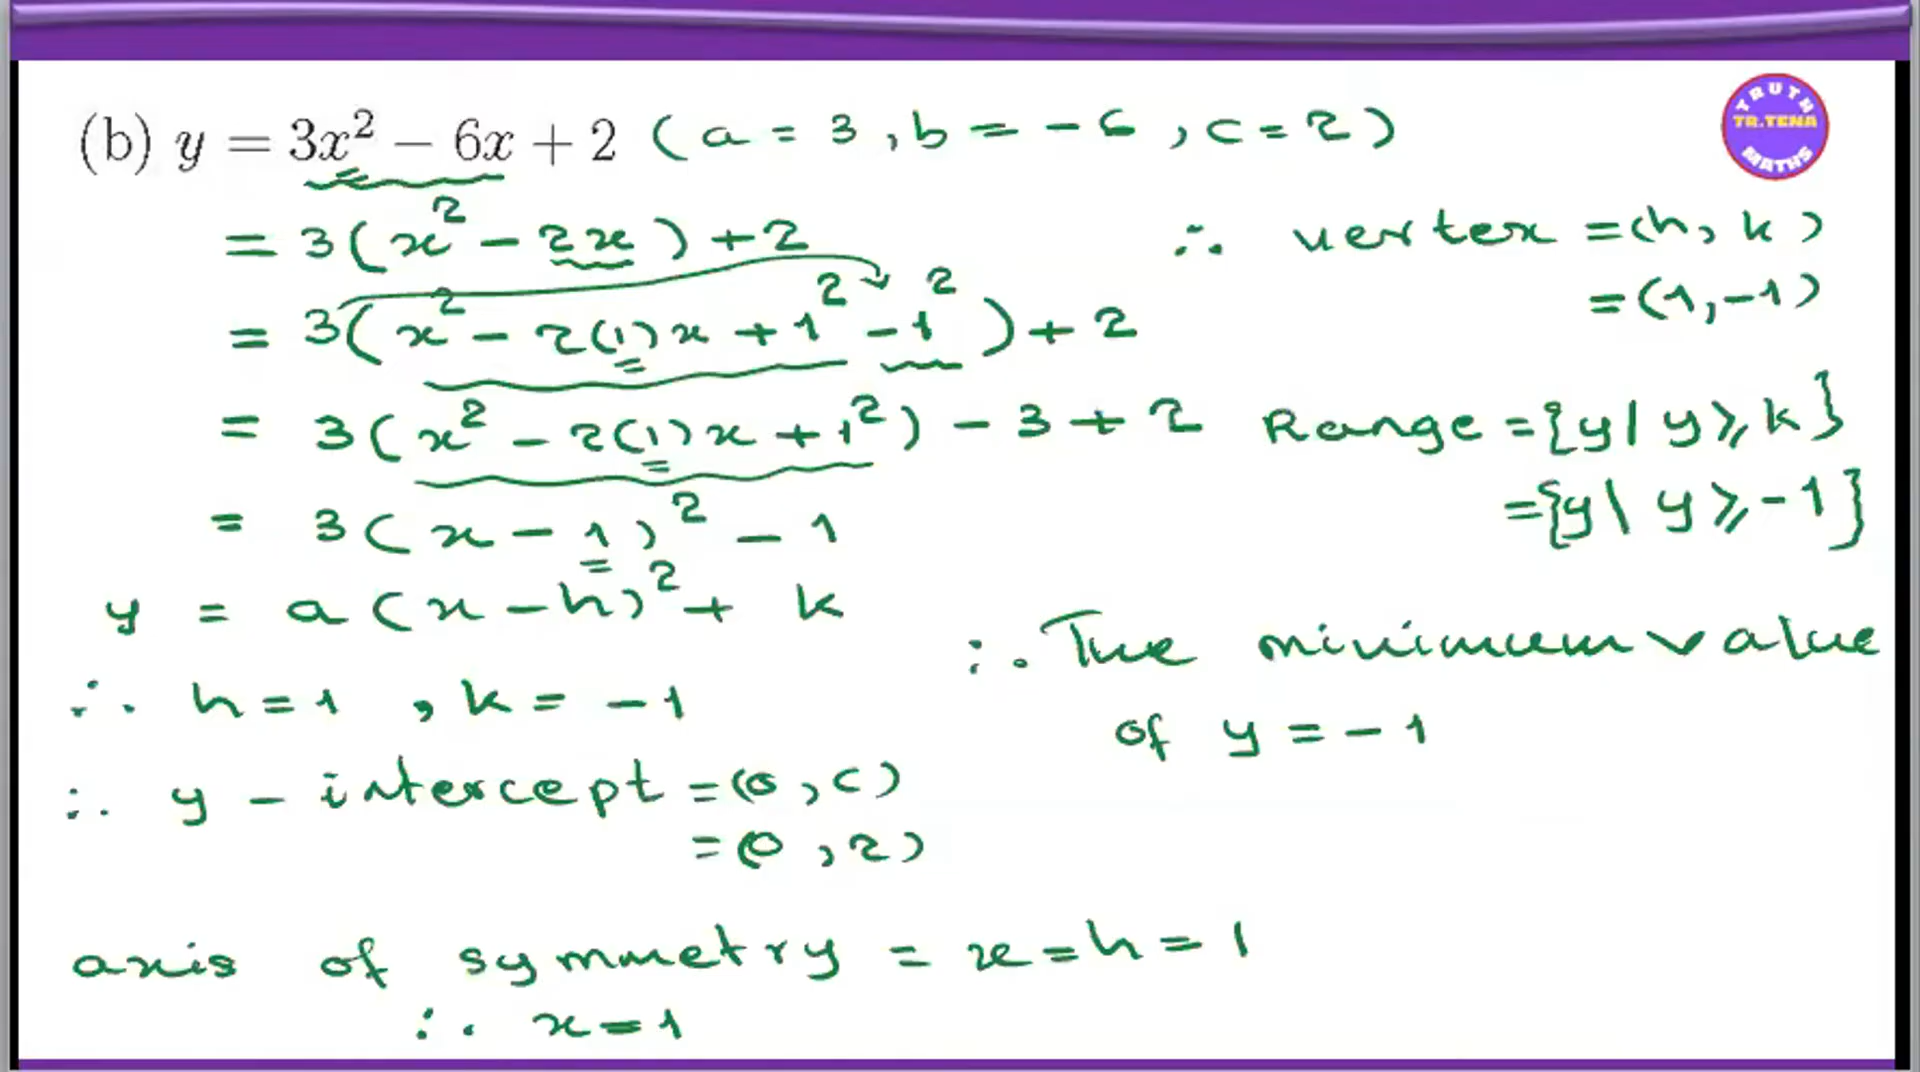 (b) y = 3x² − 6x + 2 (a = 3, b = −6, c = 2)
= 3(x² − 2x) + 2
= 3(x² − 2(1)x + 1² − 1²) + 2
= 3(x² − 2(1)x + 1²) − 3 + 2
= 3(x − 1)² − 1
y = a(x − h)² + k
∴ h = 1, k = −1
∴ y − intercept = (0, c)
= (0, 2)
axis of symmetry = x = h = 1
∴ x = 1
TRUTH
TR.TENA
MATHS
∴ vertex = (h, k)
= (1, −1)
Range = {y | y ≥ k}
= {y \ y ≥ −1}
∴ The minimum value
of y = −1